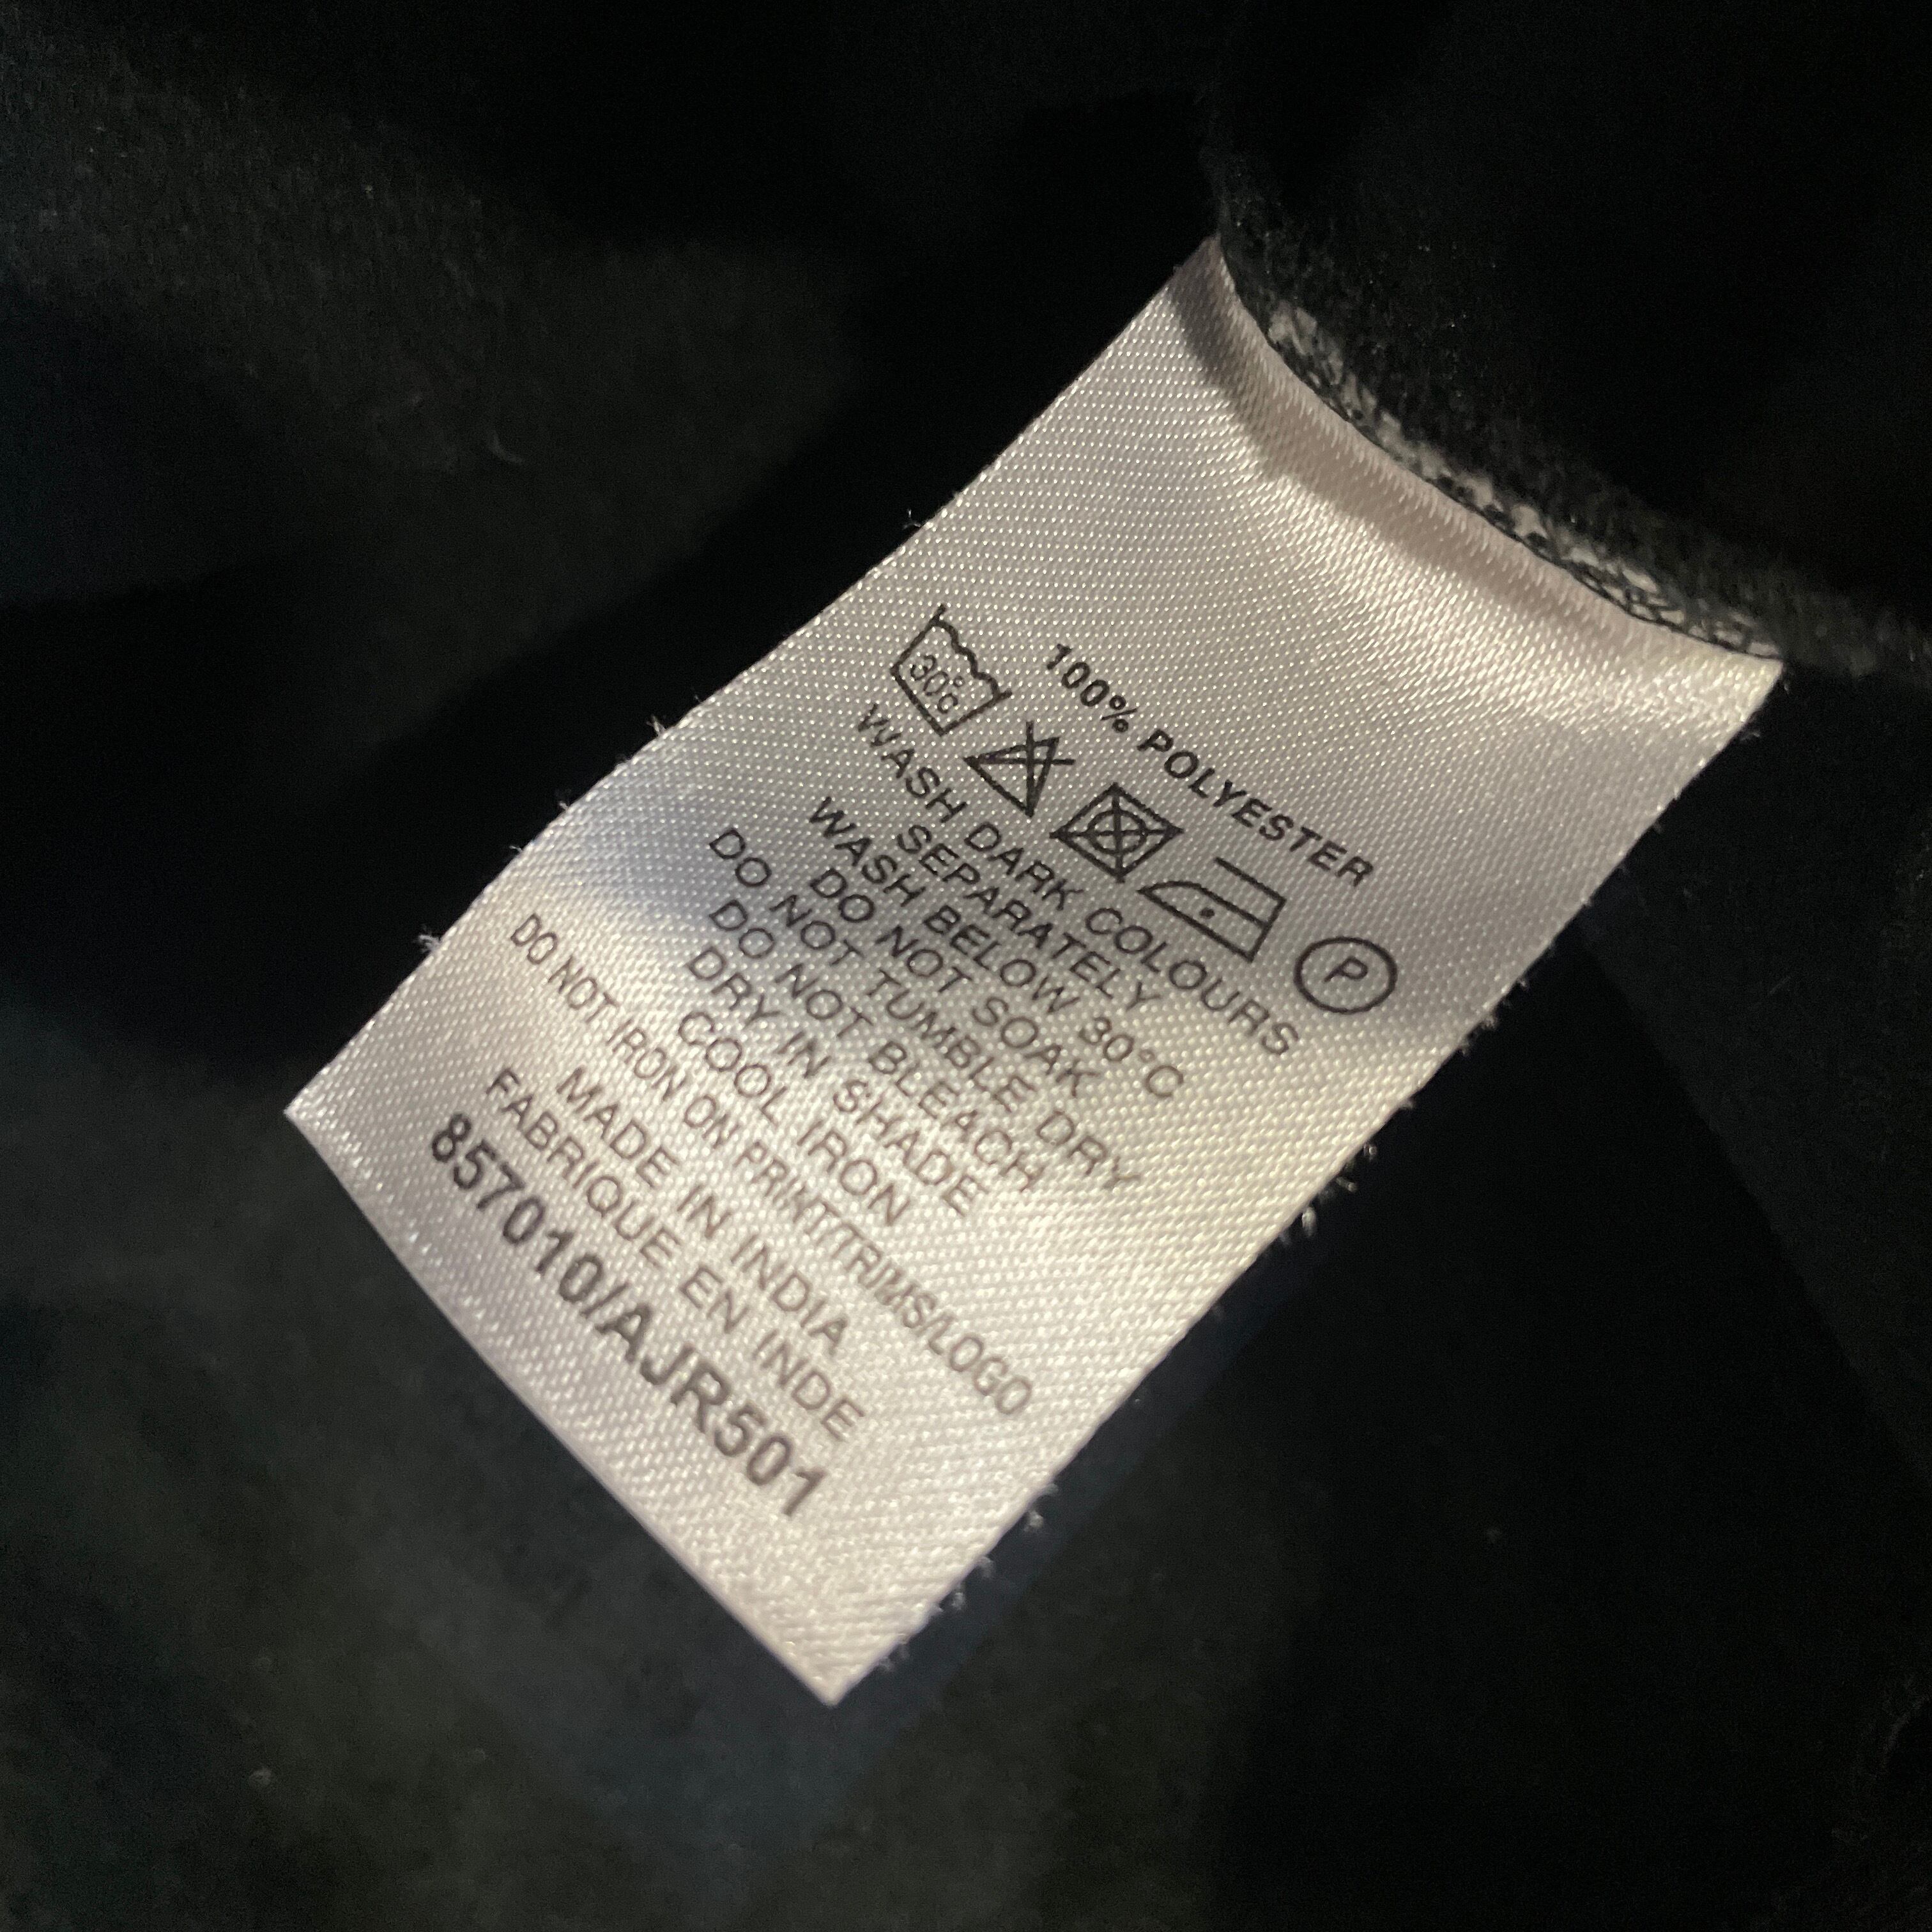 100% POLYESTER
30°C
P
WASH DARK COLOURS
SEPARATELY
WASH BELOW 30°C
DO NOT SOAK
DO NOT TUMBLE DRY
DO NOT BLEACH
DRY IN SHADE
COOL IRON
DO NOT IRON ON PRINT/TRIMS/LOGO
MADE IN INDIA
FABRIQUE EN INDE
857010/AJR501